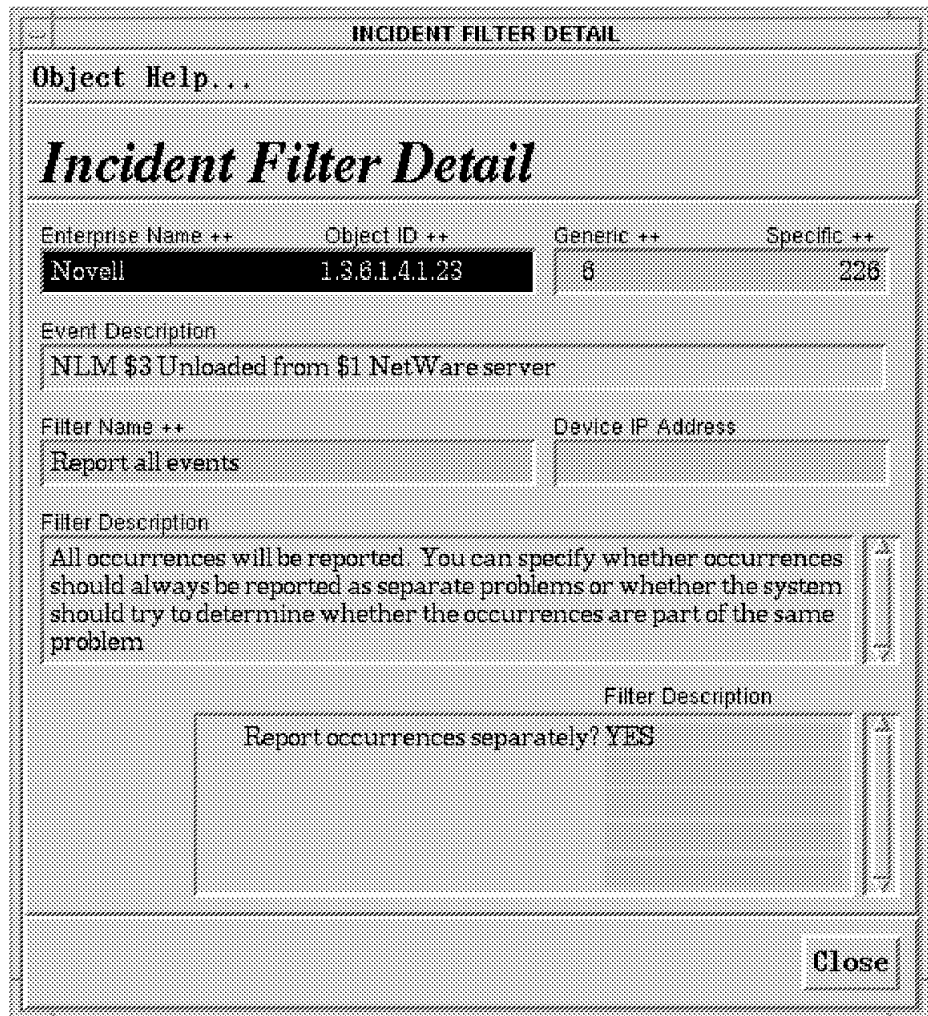 INCIDENT FILTER DETAIL
Object Help...
Incident Filter Detail
Enterprise Name ++ Object ID ++ Generic ++ Specific ++
Novell 1.3.6.1.4.1.23 6 226
Event Description
NLM $3 Unloaded from $1 NetWare server
Filter Name ++ Device IP Address
Report all events
Filter Description
All occurrences will be reported. You can specify whether occurrences
should always be reported as separate problems or whether the system
should try to determine whether the occurrences are part of the same
problem
Filter Description
Report occurrences separately? YES
Close